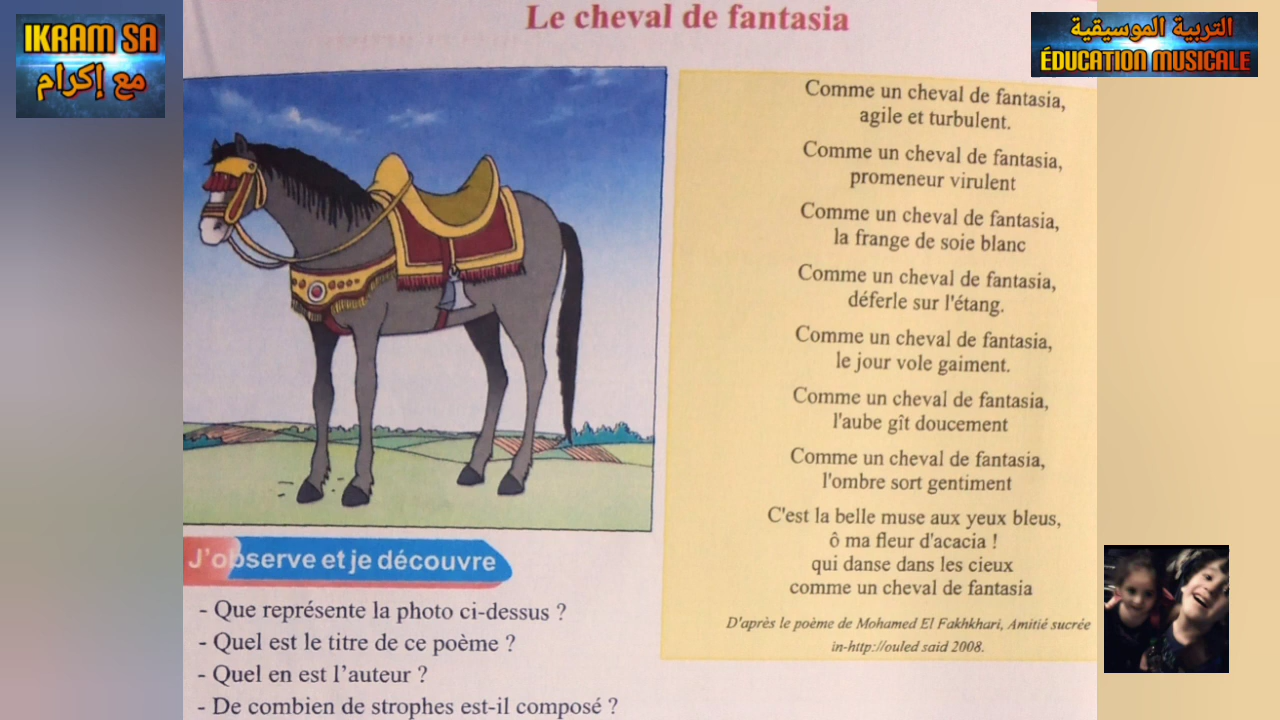 IKRAM SA
مع إكرام
التربية الموسيقية
ÉDUCATION MUSICALE
Le cheval de fantasia
Comme un cheval de fantasia,
agile et turbulent.
Comme un cheval de fantasia,
promeneur virulent
Comme un cheval de fantasia,
la frange de soie blanc
Comme un cheval de fantasia,
déferle sur l'étang.
Comme un cheval de fantasia,
le jour vole gaiment.
Comme un cheval de fantasia,
l'aube gît doucement
Comme un cheval de fantasia,
l'ombre sort gentiment
C'est la belle muse aux yeux bleus,
ô ma fleur d'acacia !
qui danse dans les cieux
comme un cheval de fantasia
D'après le poème de Mohamed El Fakhkhari, Amitié sucrée
in-http://ouled said 2008.
J'observe et je découvre
- Que représente la photo ci-dessus ?
- Quel est le titre de ce poème ?
- Quel en est l'auteur ?
- De combien de strophes est-il composé ?